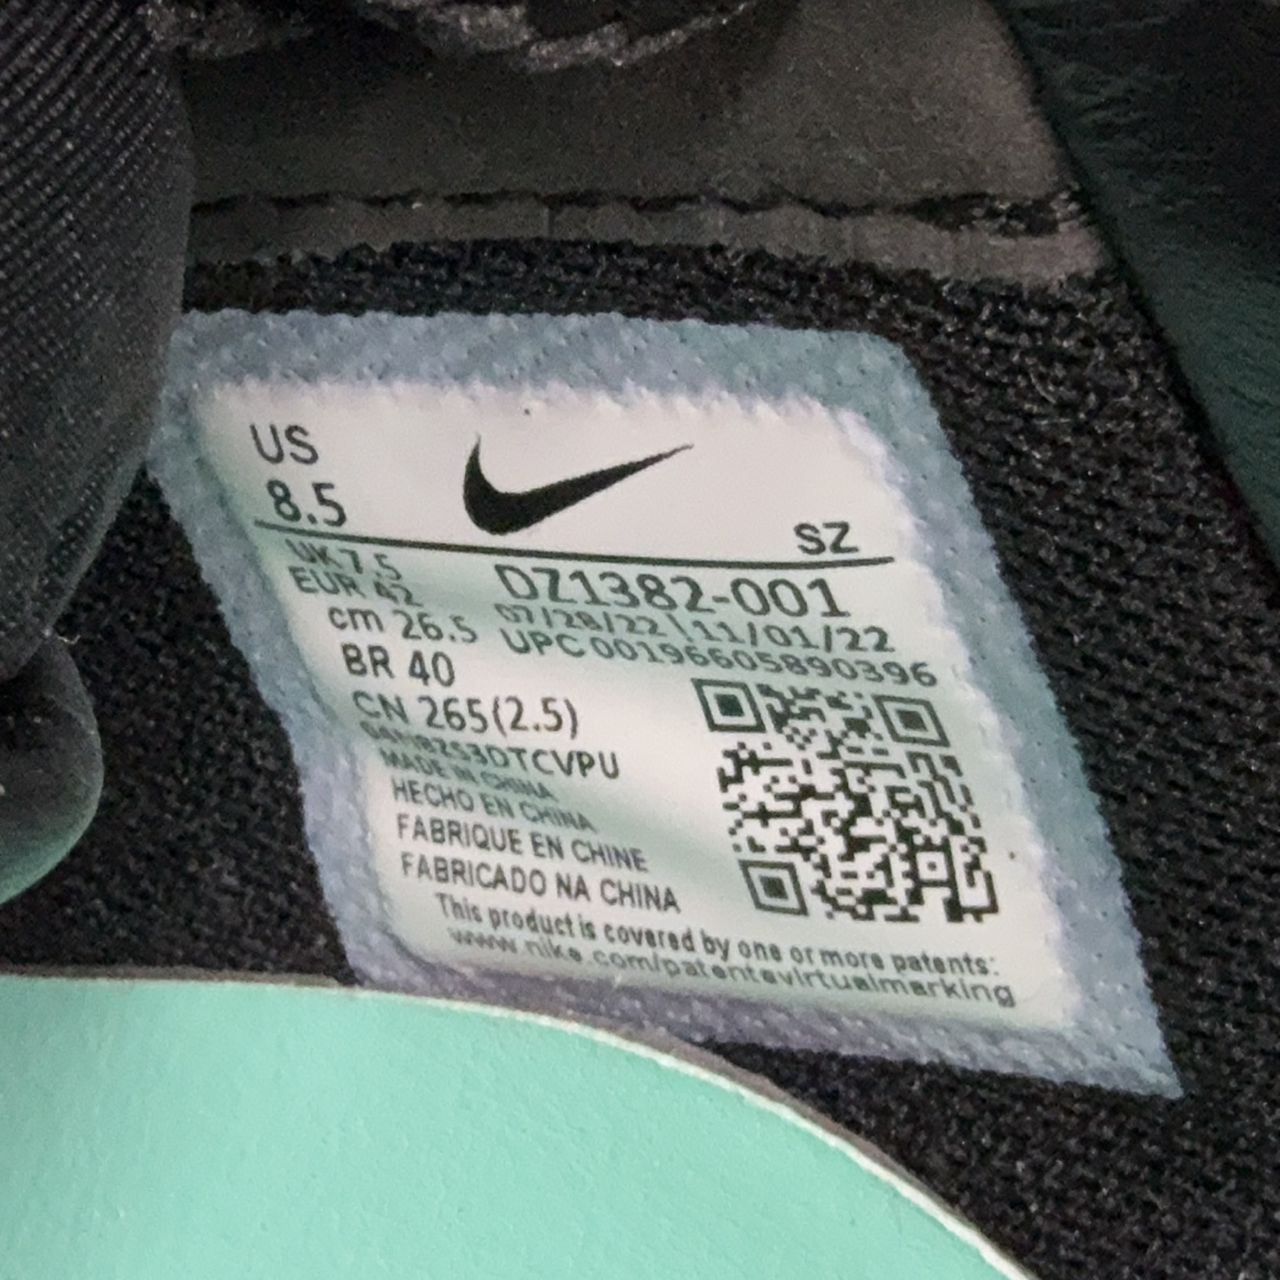 US
8.5
SZ
UK 7.5
EUR 42
cm 26.5
BR 40
CN 265(2.5)
DZ1382-001
07/28/22 \ 11/01/22
UPC 00196605890396
MADE IN CHINA
HECHO EN CHINA
FABRIQUE EN CHINE
FABRICADO NA CHINA
This product is covered by one or more patents:
www.nike.com/patentsvirtualmarking